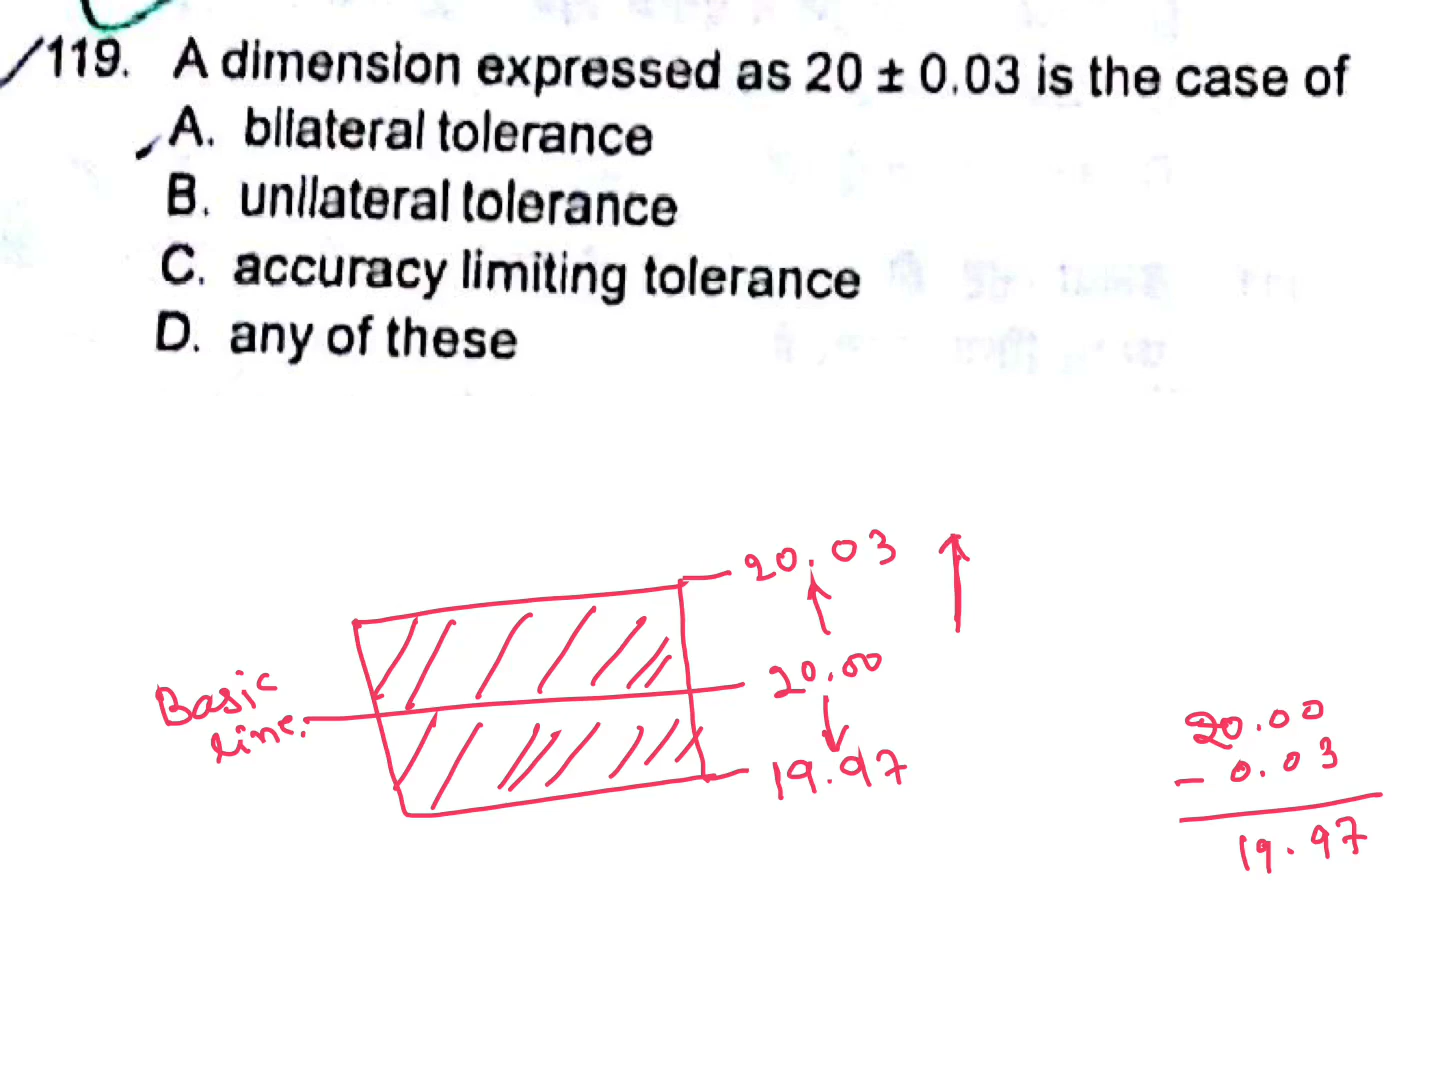 119. A dimension expressed as 20 ± 0.03 is the case of
A. bilateral tolerance
B. unilateral tolerance
C. accuracy limiting tolerance
D. any of these
20.03
Basic
line.
20.00
19.97
20.00
- 0.03
19.97